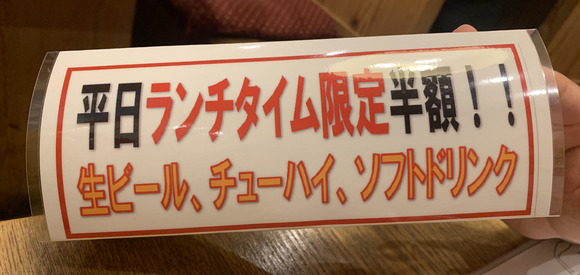 平日ランチタイム限定半額！！
生ビール、チューハイ、ソフトドリンク